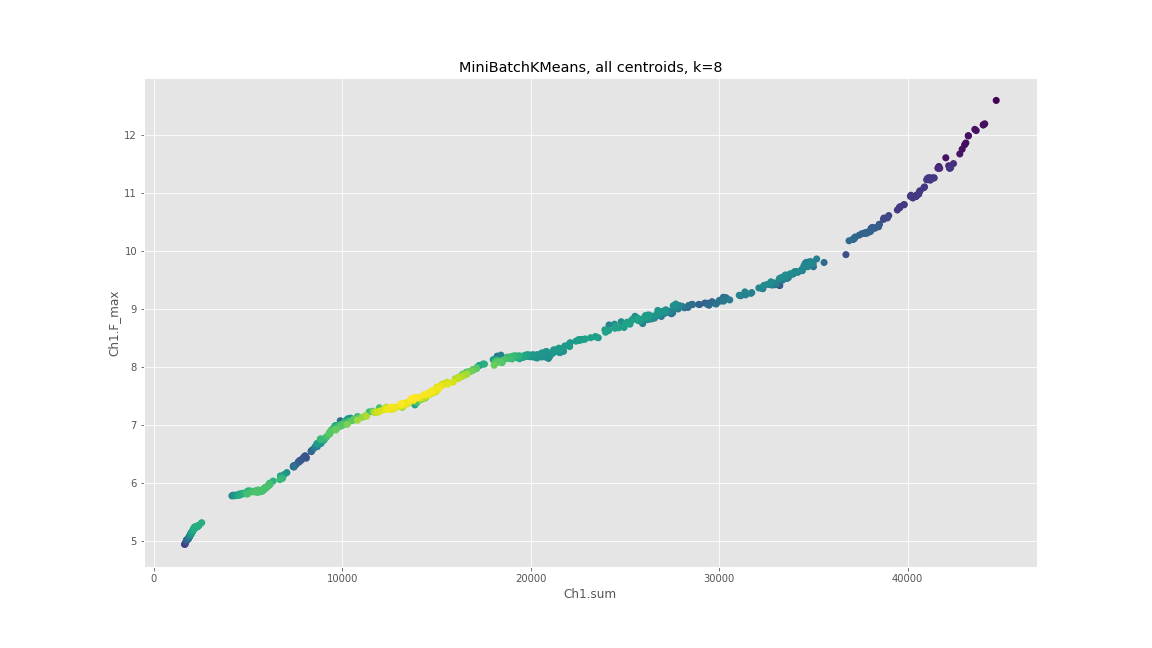 MiniBatchKMeans, all centroids, k=8
12
11
10
9
8
7
6
5
Ch1.F_max
0 10000 20000 30000 40000
Ch1.sum